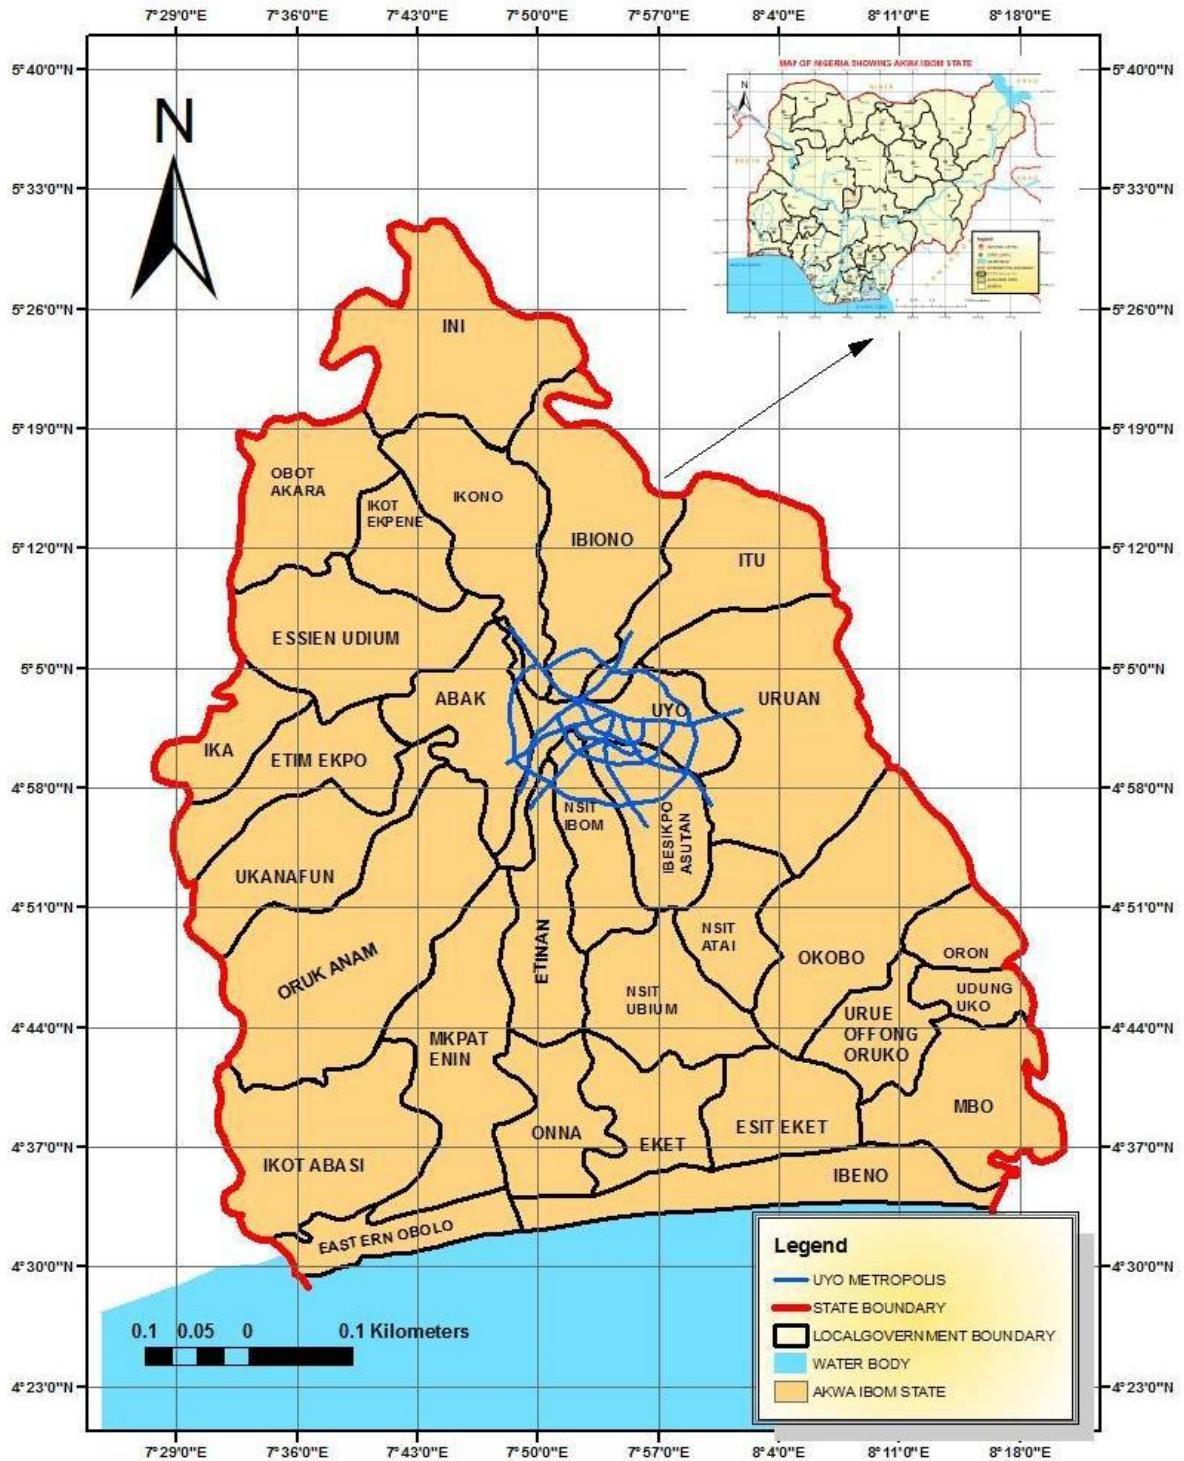 7°29'0"E 7°36'0"E 7°43'0"E 7°50'0"E 7°57'0"E 8°4'0"E 8°11'0"E 8°18'0"E
5°40'0"N 5°40'0"N
MAP OF NIGERIA SHOWING AKWA IBOM STATE
N
N
5°33'0"N 5°33'0"N
Legend
5°26'0"N 5°26'0"N
INI
5°19'0"N 5°19'0"N
OBOT
AKARA
IKOT
EKPENE
IKONO
IBIONO
5°12'0"N 5°12'0"N
ITU
ESSIEN UDIUM
5°5'0"N 5°5'0"N
ABAK
UYO
URUAN
IKA
ETIM EKPO
4°58'0"N 4°58'0"N
NSIT
IBOM
IBESIKPO
ASUTAN
UKANAFUN
4°51'0"N 4°51'0"N
NSIT
ATAI
ORUK ANAM
ETINAN
OKOBO
ORON
NSIT
UBIUM
UDUNG
UKO
4°44'0"N 4°44'0"N
MKPAT
ENIN
URUE
OFFONG
ORUKO
MBO
ONNA
EKET
ESIT EKET
4°37'0"N 4°37'0"N
IKOT ABASI
IBENO
EASTERN OBOLO
4°30'0"N 4°30'0"N
Legend
UYO METROPOLIS
STATE BOUNDARY
LOCALGOVERNMENT BOUNDARY
WATER BODY
AKWA IBOM STATE
0.1 0.05 0 0.1 Kilometers
4°23'0"N 4°23'0"N
7°29'0"E 7°36'0"E 7°43'0"E 7°50'0"E 7°57'0"E 8°4'0"E 8°11'0"E 8°18'0"E